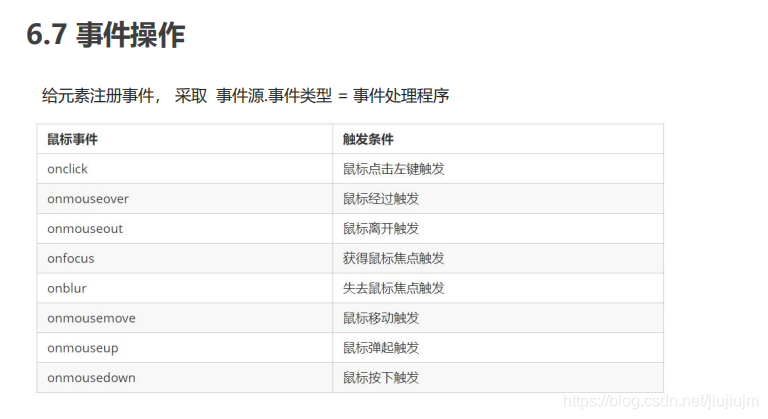 6.7 事件操作
给元素注册事件， 采取 事件源.事件类型 = 事件处理程序
鼠标事件 触发条件
onclick 鼠标点击左键触发
onmouseover 鼠标经过触发
onmouseout 鼠标离开触发
onfocus 获得鼠标焦点触发
onblur 失去鼠标焦点触发
onmousemove 鼠标移动触发
onmouseup 鼠标弹起触发
onmousedown 鼠标按下触发
https://blog.csdn.net/jiujiujm